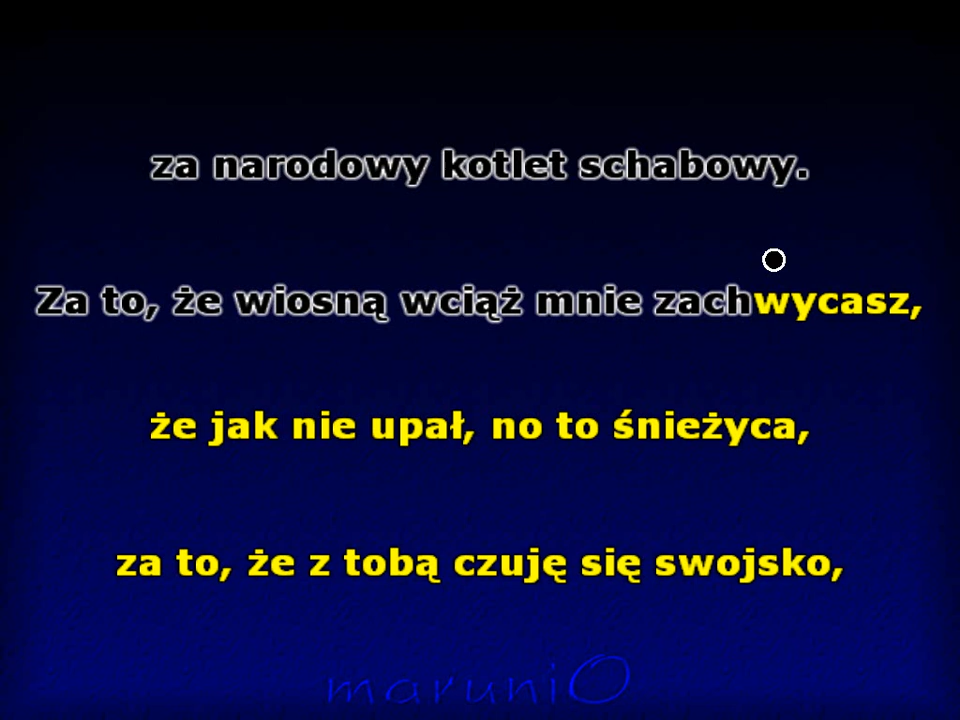 za narodowy kotlet schabowy.
Za to, że wiosną wciąż mnie zachwycasz,
że jak nie upał, no to śnieżyca,
za to, że z tobą czuję się swojsko,
maruniO